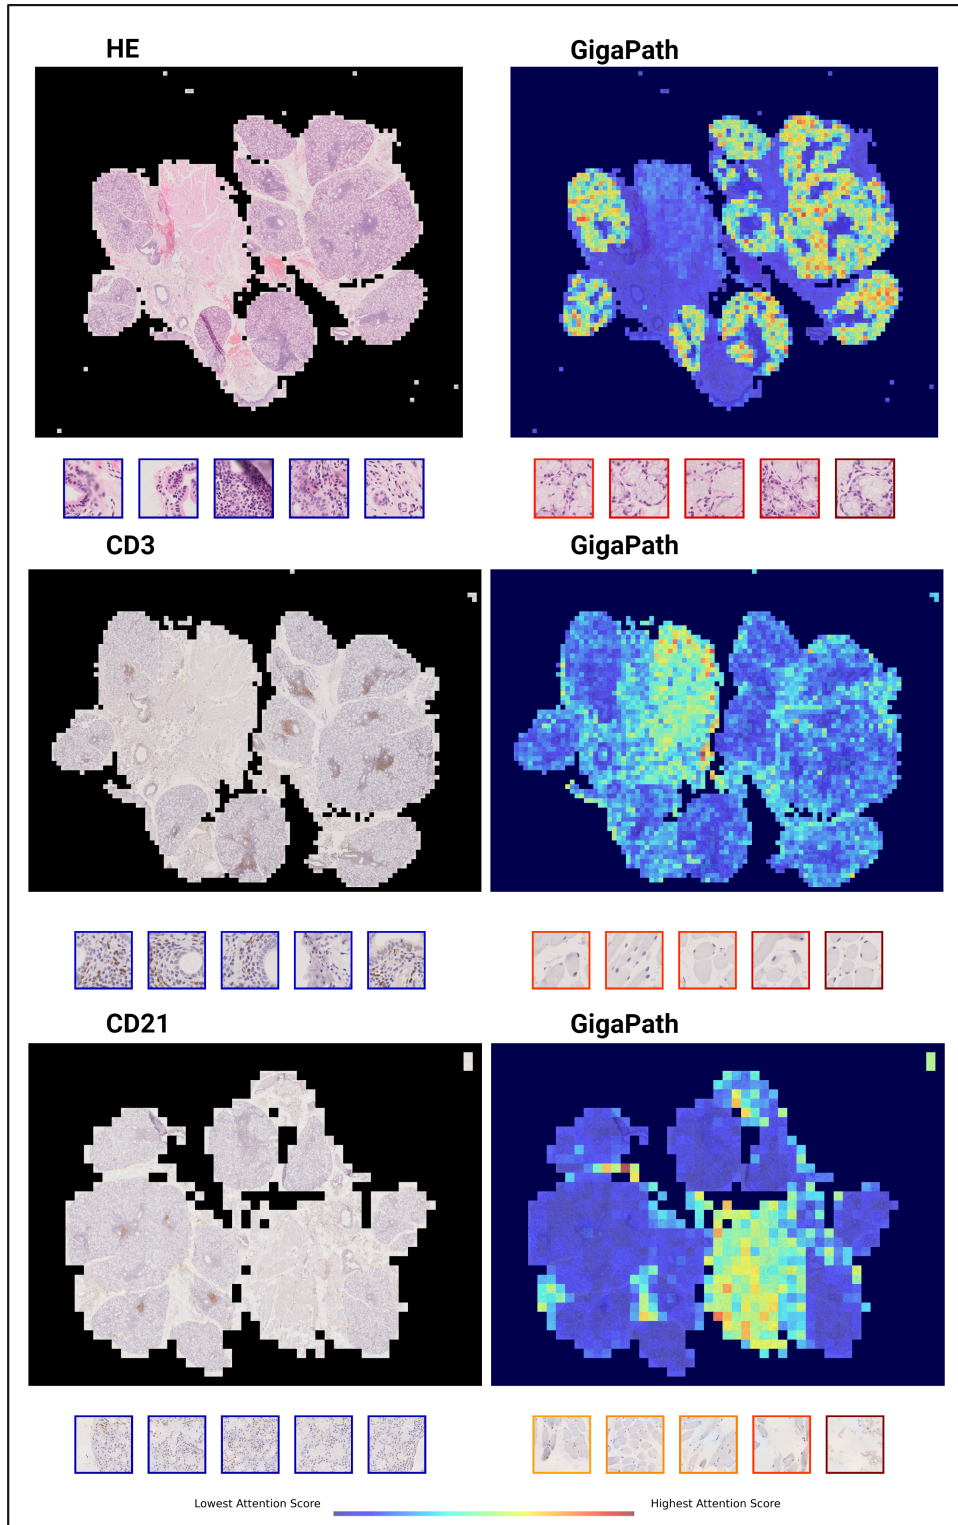 HE GigaPath
CD3 GigaPath
CD21 GigaPath
Lowest Attention Score Highest Attention Score